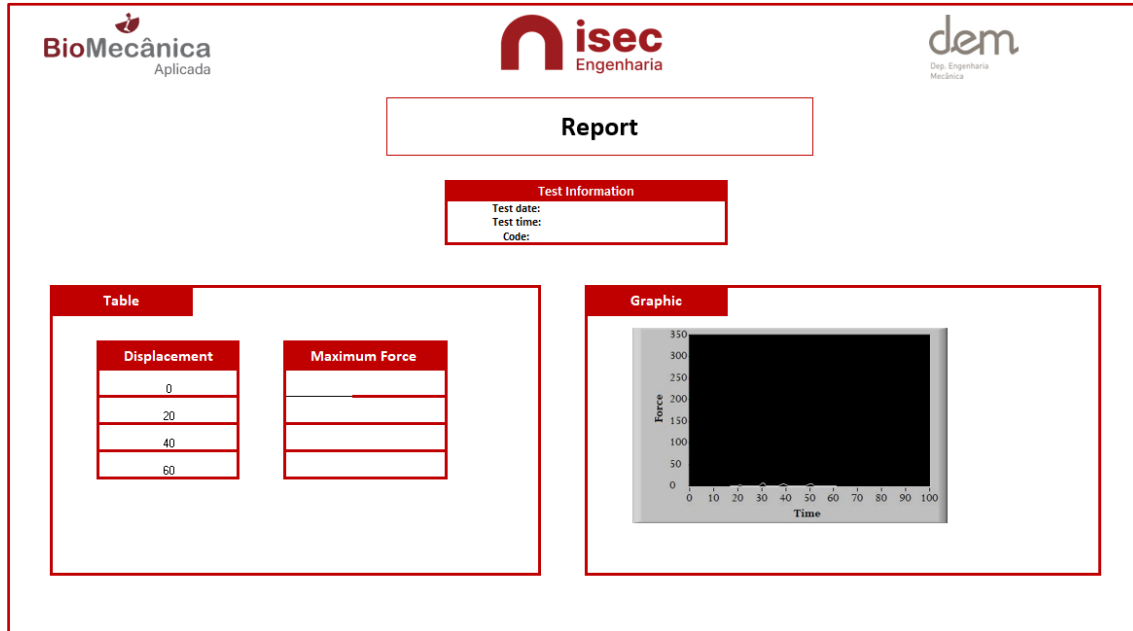 BioMecânica
Aplicada
isec
Engenharia
dem
Dep. Engenharia
Mecânica
Report
Test Information
Test date:
Test time:
Code:
Table
Displacement
Maximum Force
0
20
40
60
Graphic
350
300
250
200
150
100
50
0
Force
0 10 20 30 40 50 60 70 80 90 100
Time